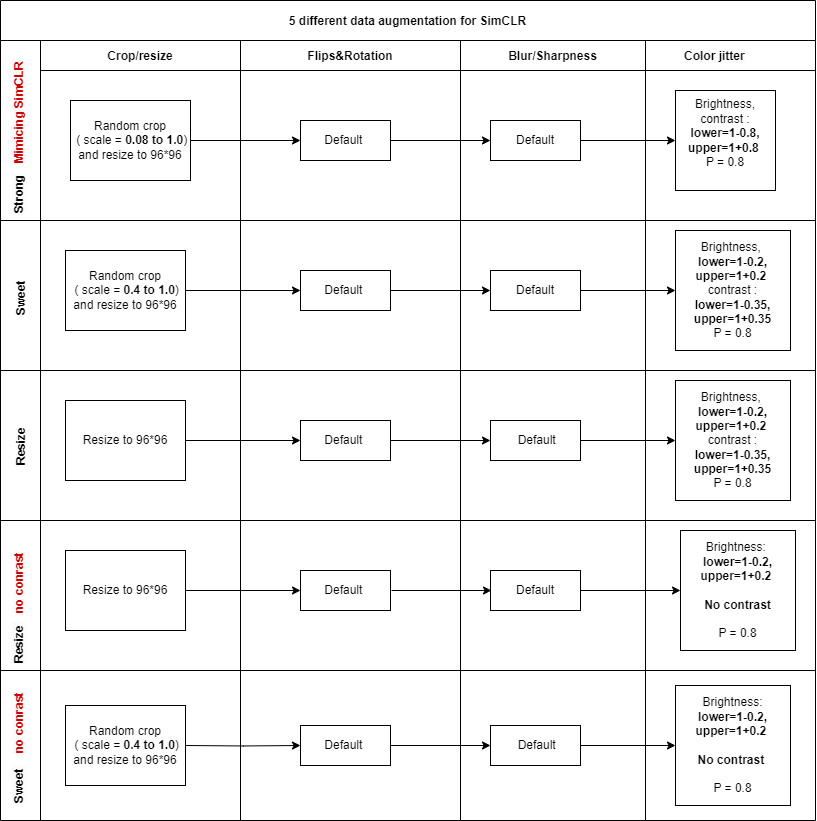 5 different data augmentation for SimCLR
Crop/resize
Flips&Rotation
Blur/Sharpness
Color jitter
Strong Mimicing SimCLR
Random crop
( scale = 0.08 to 1.0)
and resize to 96*96
Default
Default
Brightness,
contrast :
lower=1-0.8,
upper=1+0.8
P = 0.8
Sweet
Random crop
( scale = 0.4 to 1.0)
and resize to 96*96
Default
Default
Brightness,
lower=1-0.2,
upper=1+0.2
contrast :
lower=1-0.35,
upper=1+0.35
P = 0.8
Resize
Resize to 96*96
Default
Default
Brightness,
lower=1-0.2,
upper=1+0.2
contrast :
lower=1-0.35,
upper=1+0.35
P = 0.8
Resize no conrast
Resize to 96*96
Default
Default
Brightness:
lower=1-0.2,
upper=1+0.2
No contrast
P = 0.8
Sweet no conrast
Random crop
( scale = 0.4 to 1.0)
and resize to 96*96
Default
Default
Brightness:
lower=1-0.2,
upper=1+0.2
No contrast
P = 0.8